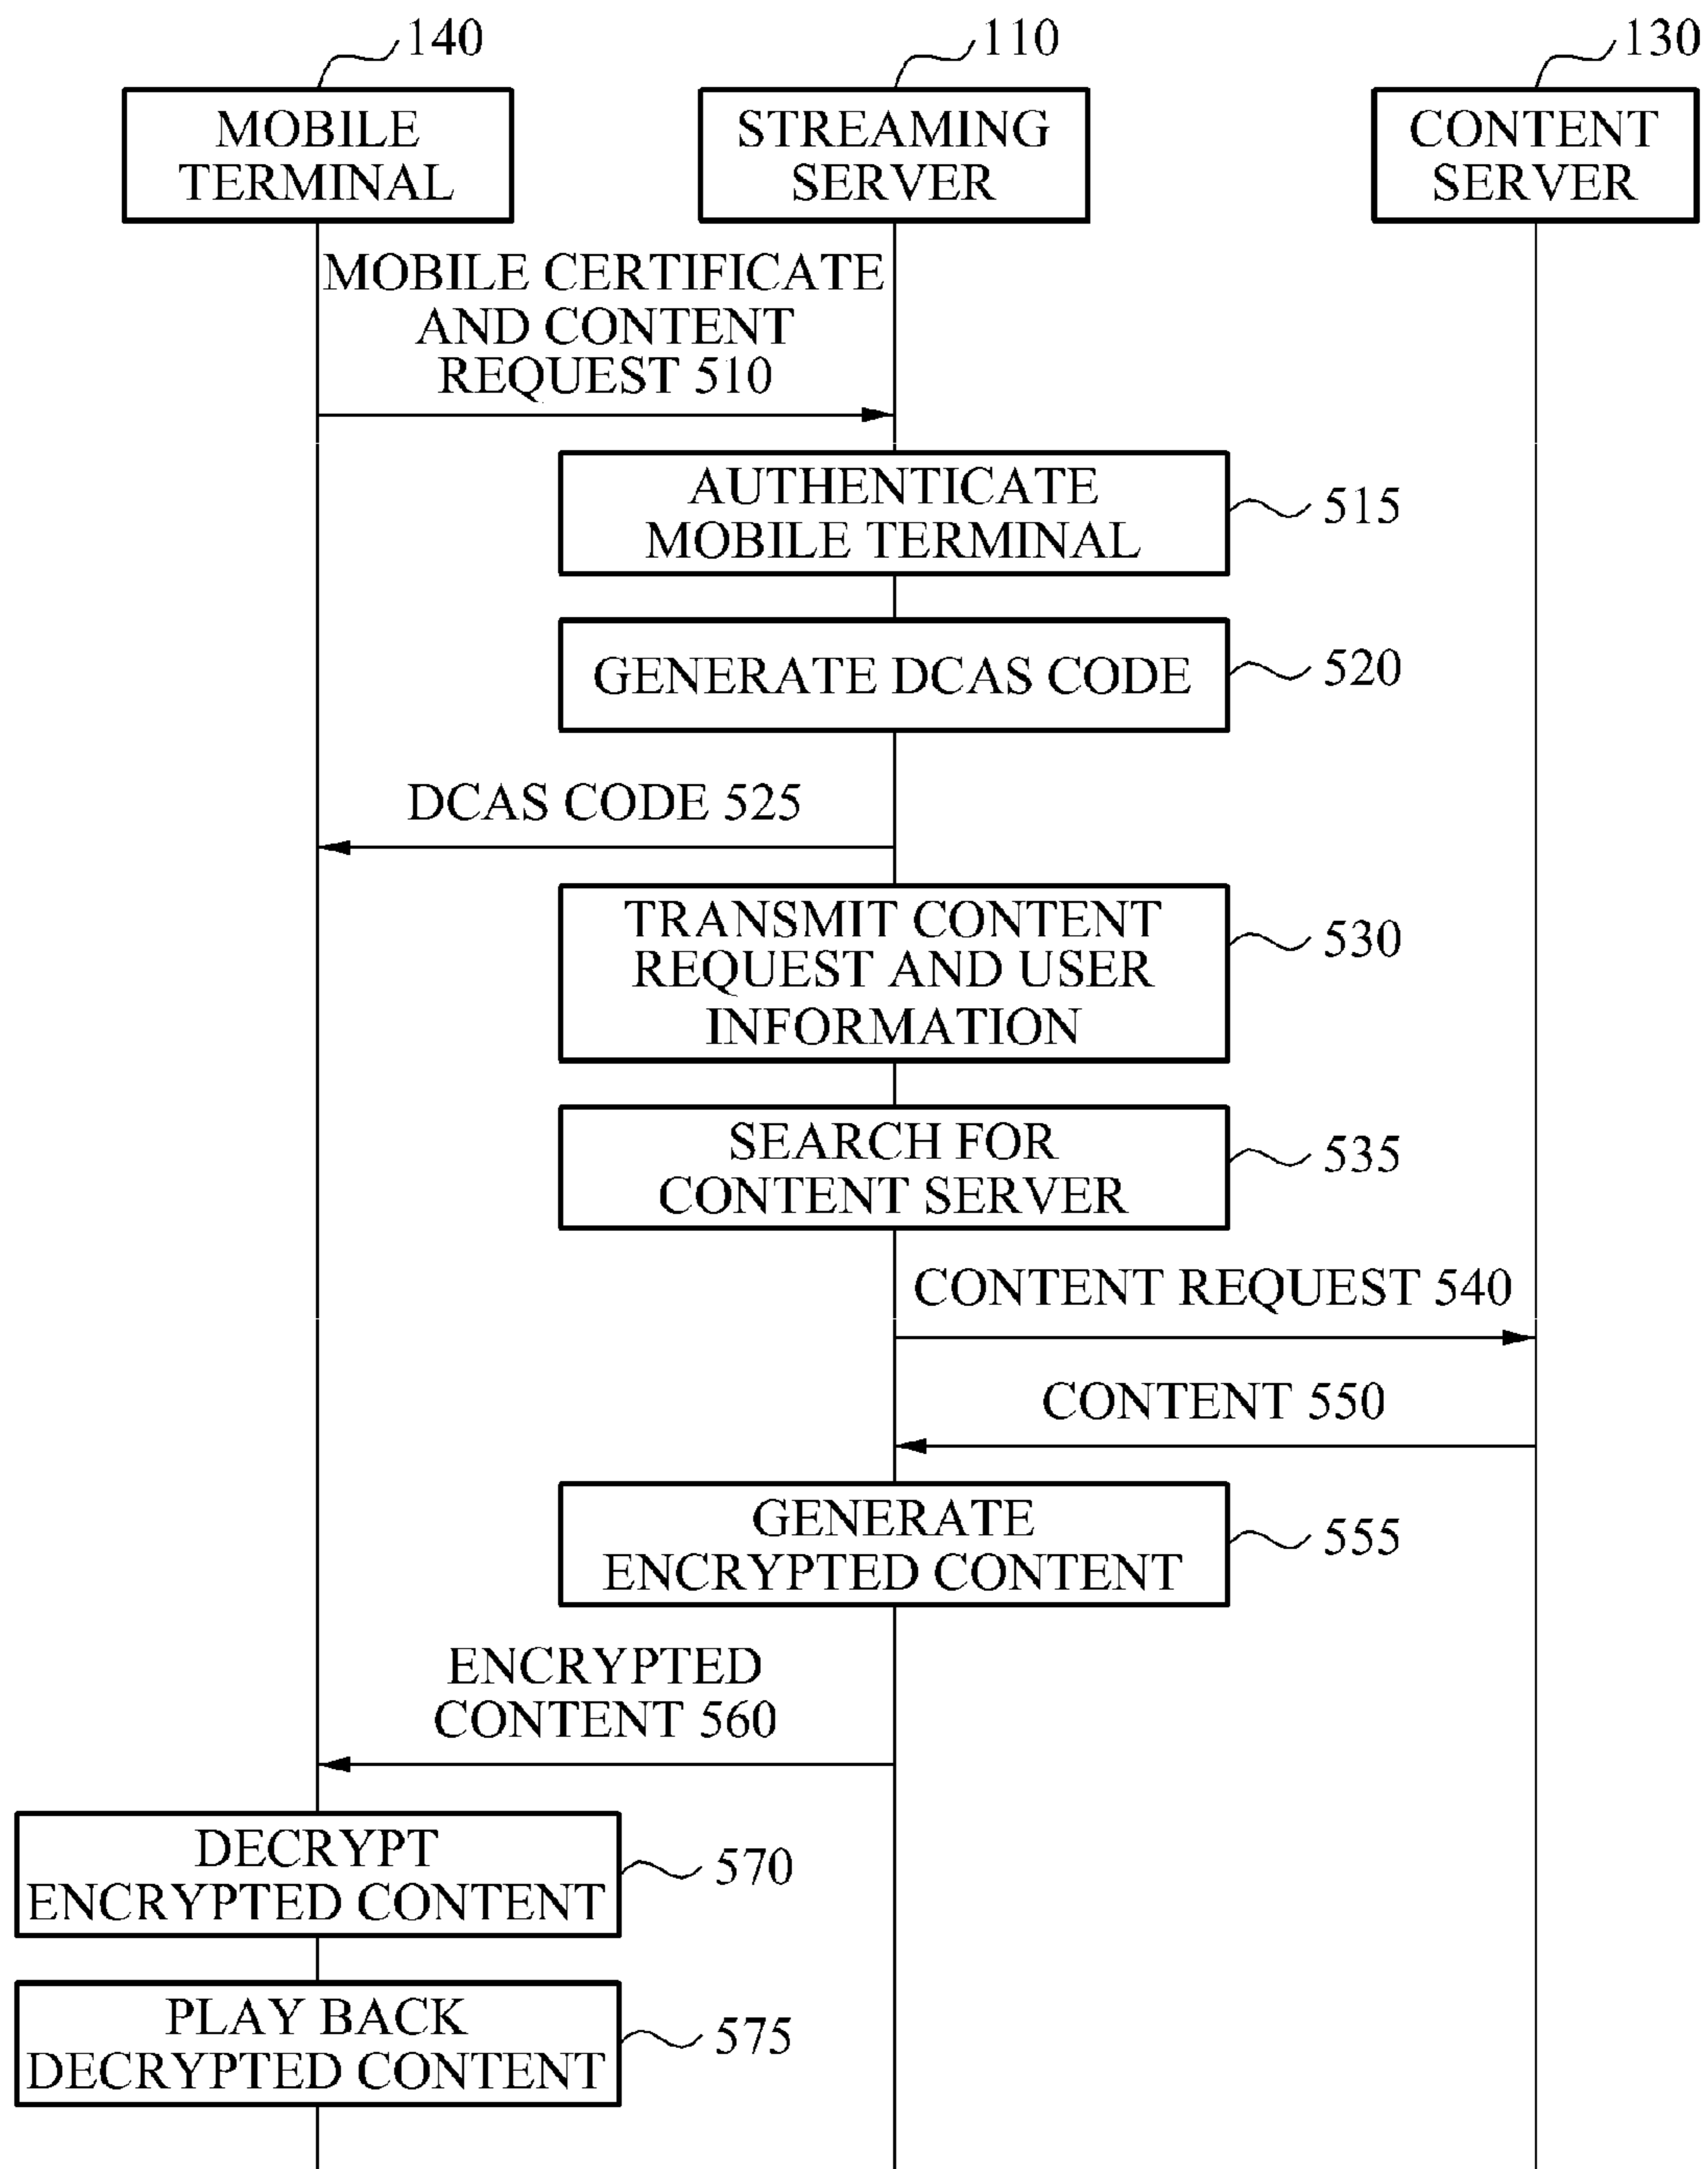 140
110
130
MOBILE
TERMINAL
STREAMING
SERVER
CONTENT
SERVER
MOBILE CERTIFICATE
AND CONTENT
REQUEST 510
AUTHENTICATE
MOBILE TERMINAL
515
GENERATE DCAS CODE
520
DCAS CODE 525
TRANSMIT CONTENT
REQUEST AND USER
INFORMATION
530
SEARCH FOR
CONTENT SERVER
535
CONTENT REQUEST 540
CONTENT 550
GENERATE
ENCRYPTED CONTENT
555
ENCRYPTED
CONTENT 560
DECRYPT
ENCRYPTED CONTENT
570
PLAY BACK
DECRYPTED CONTENT
575